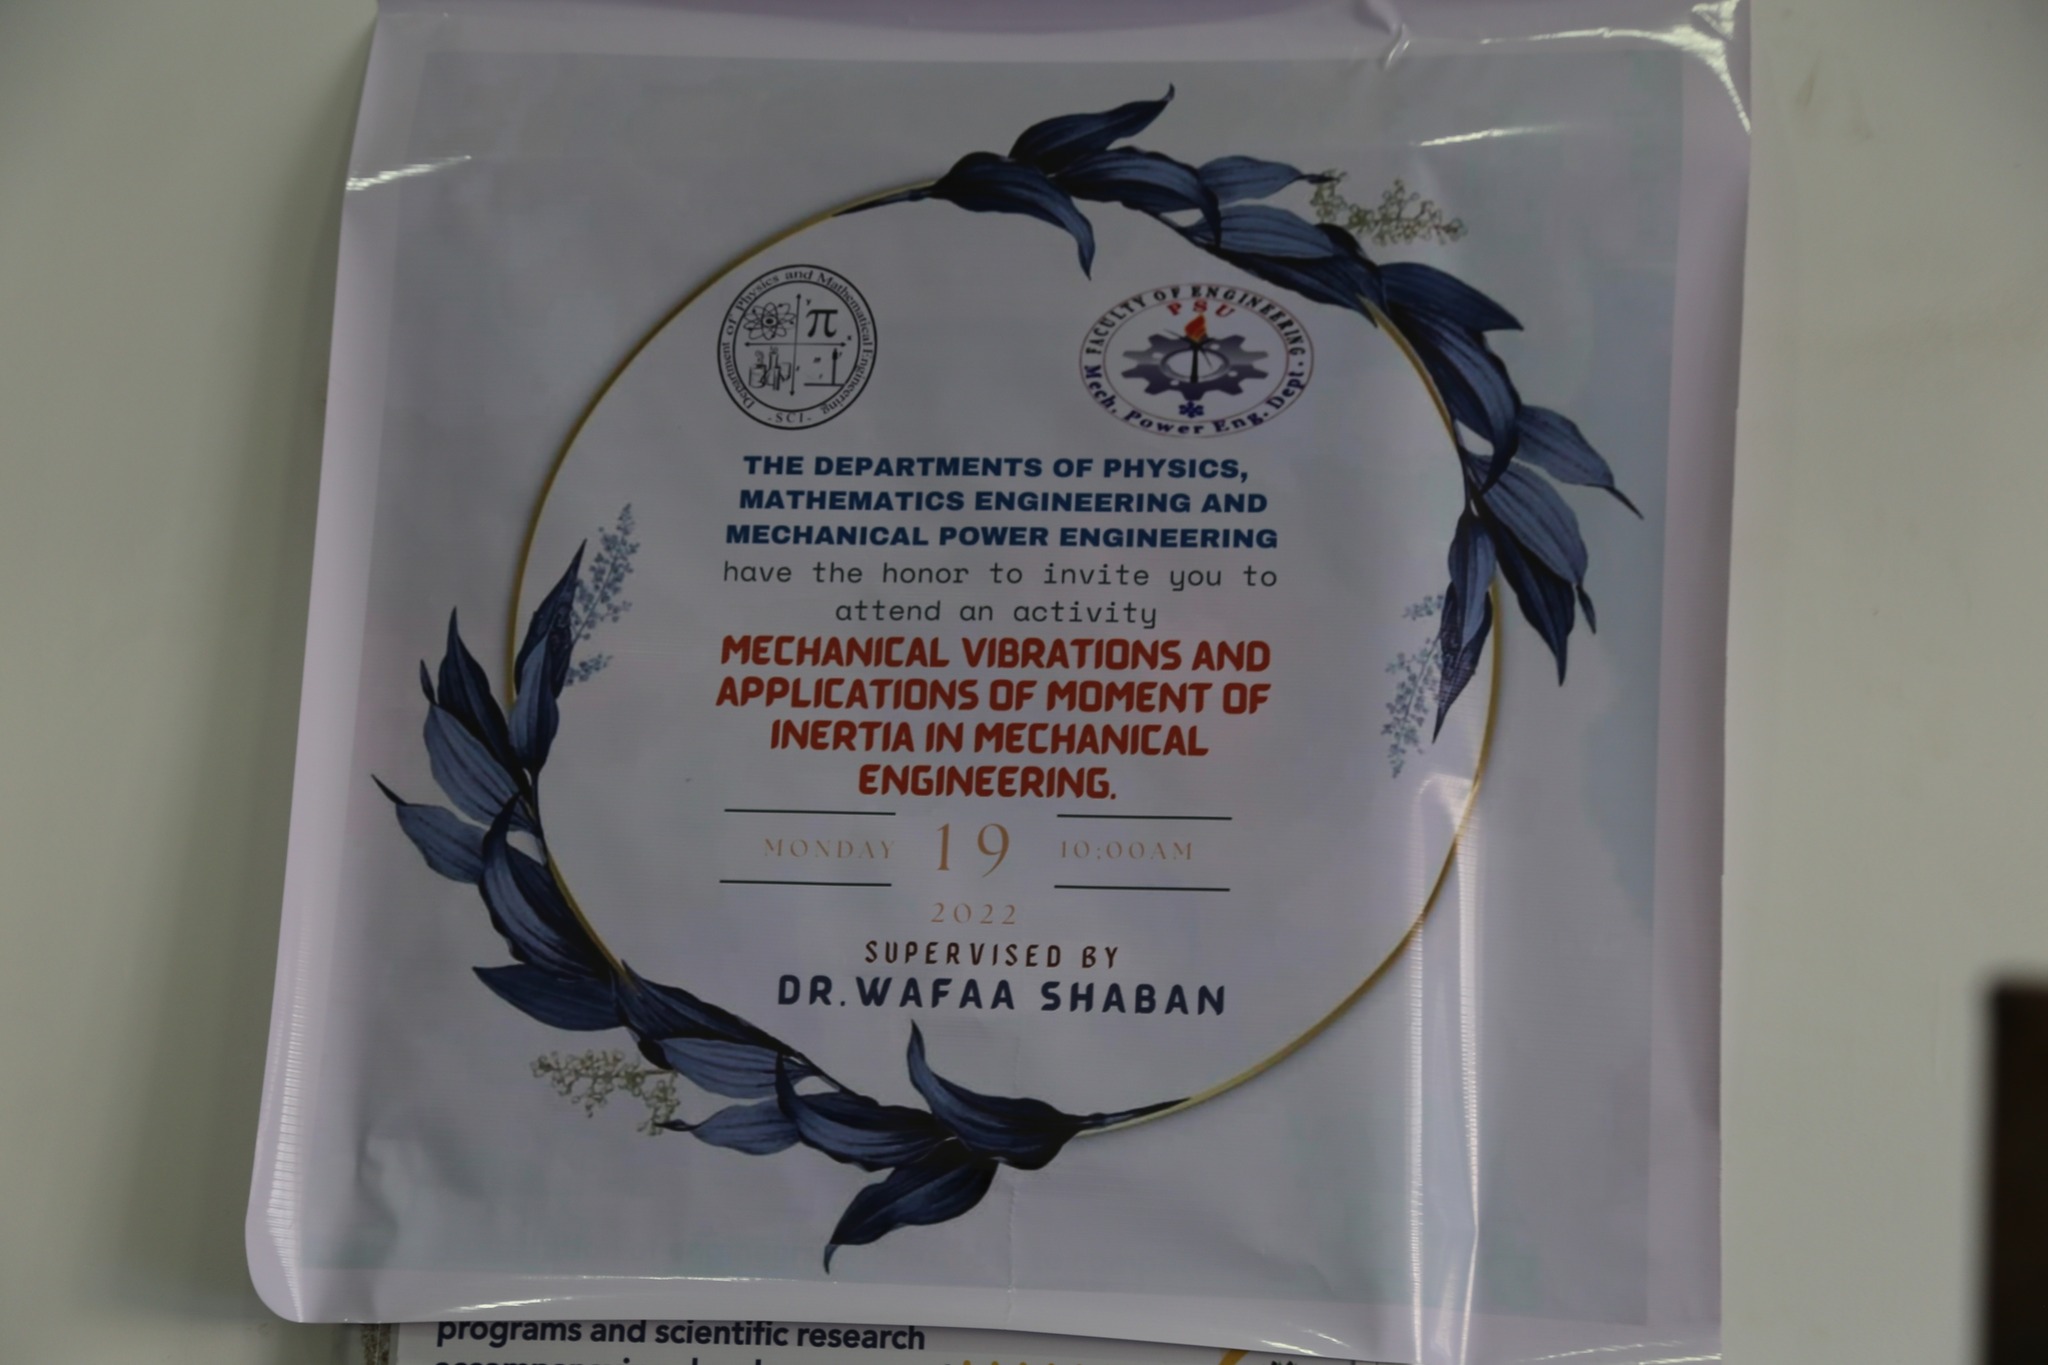 Department of Physics and Mathematical Engineering
- SCI -
π
FACULTY OF ENGINEERING
PSU
Mech. Power Eng. Dept.
THE DEPARTMENTS OF PHYSICS,
MATHEMATICS ENGINEERING AND
MECHANICAL POWER ENGINEERING
have the honor to invite you to
attend an activity
MECHANICAL VIBRATIONS AND
APPLICATIONS OF MOMENT OF
INERTIA IN MECHANICAL
ENGINEERING.
MONDAY 19 10:00AM
2022
SUPERVISED BY
DR.WAFAA SHABAN
programs and scientific research